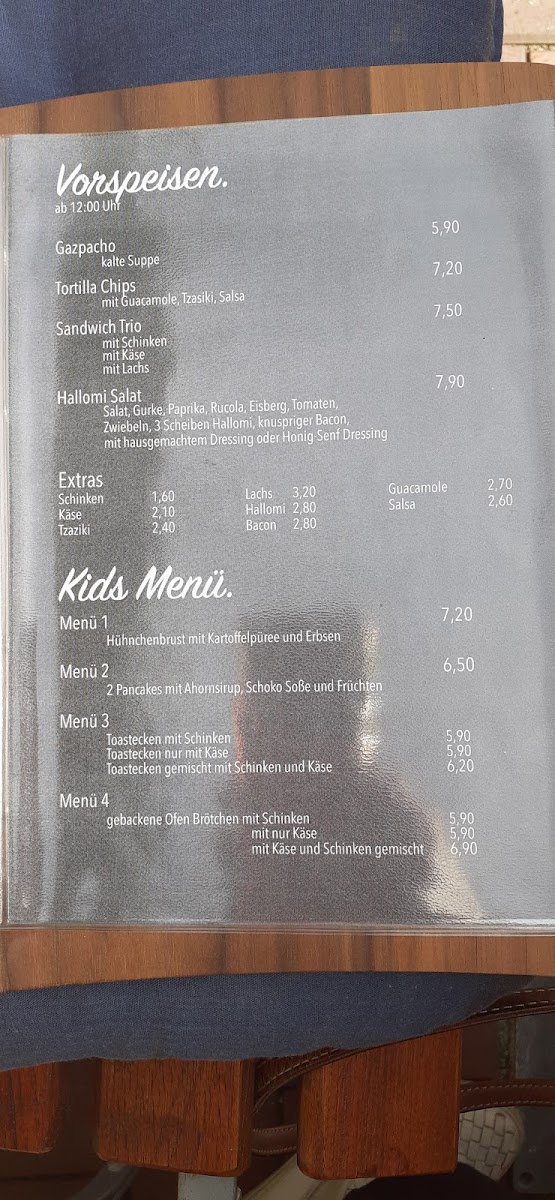 Vorspeisen.
ab 12:00 Uhr
Gazpacho 5,90
kalte Suppe
Tortilla Chips 7,20
mit Guacamole, Tzasiki, Salsa
Sandwich Trio 7,50
mit Schinken
mit Käse
mit Lachs
Hallomi Salat 7,90
Salat, Gurke, Paprika, Rucola, Eisberg, Tomaten,
Zwiebeln, 3 Scheiben Hallomi, knuspriger Bacon,
mit hausgemachtem Dressing oder Honig-Senf Dressing
Extras
Schinken 1,60 Lachs 3,20 Guacamole 2,70
Käse 2,10 Hallomi 2,80 Salsa 2,60
Tzaziki 2,40 Bacon 2,80
Kids Menü.
Menü 1 7,20
Hühnchenbrust mit Kartoffelpüree und Erbsen
Menü 2 6,50
2 Pancakes mit Ahornsirup, Schoko Soße und Früchten
Menü 3
Toastecken mit Schinken 5,90
Toastecken nur mit Käse 5,90
Toastecken gemischt mit Schinken und Käse 6,20
Menü 4
gebackene Ofen Brötchen mit Schinken 5,90
mit nur Käse 5,90
mit Käse und Schinken gemischt 6,90